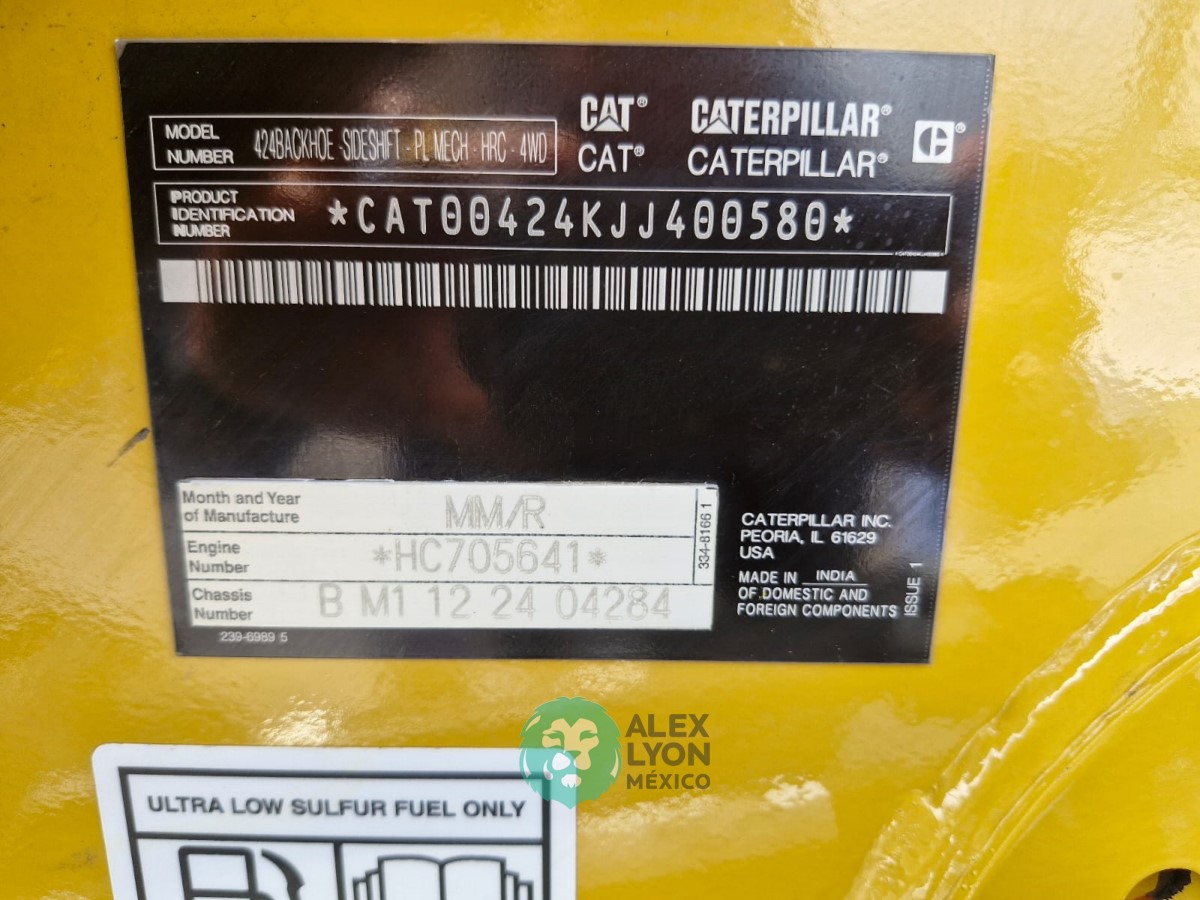 MODEL NUMBER 424BACKHOE -SIDESHIFT - PL MECH - HRC - 4WD
CAT® CATERPILLAR®
CAT® CATERPILLAR®
PRODUCT
IDENTIFICATION
NUMBER
*CAT00424KJJ400580*
Month and Year
of Manufacture
MM/R
Engine
Number
*HC705641*
Chassis
Number
B M1 12 24 04284
334-8166 1
239-6989 5
CATERPILLAR INC.
PEORIA, IL 61629
USA
MADE IN INDIA
OF DOMESTIC AND
FOREIGN COMPONENTS
ISSUE 1
ALEX
LYON
MÉXICO
ULTRA LOW SULFUR FUEL ONLY